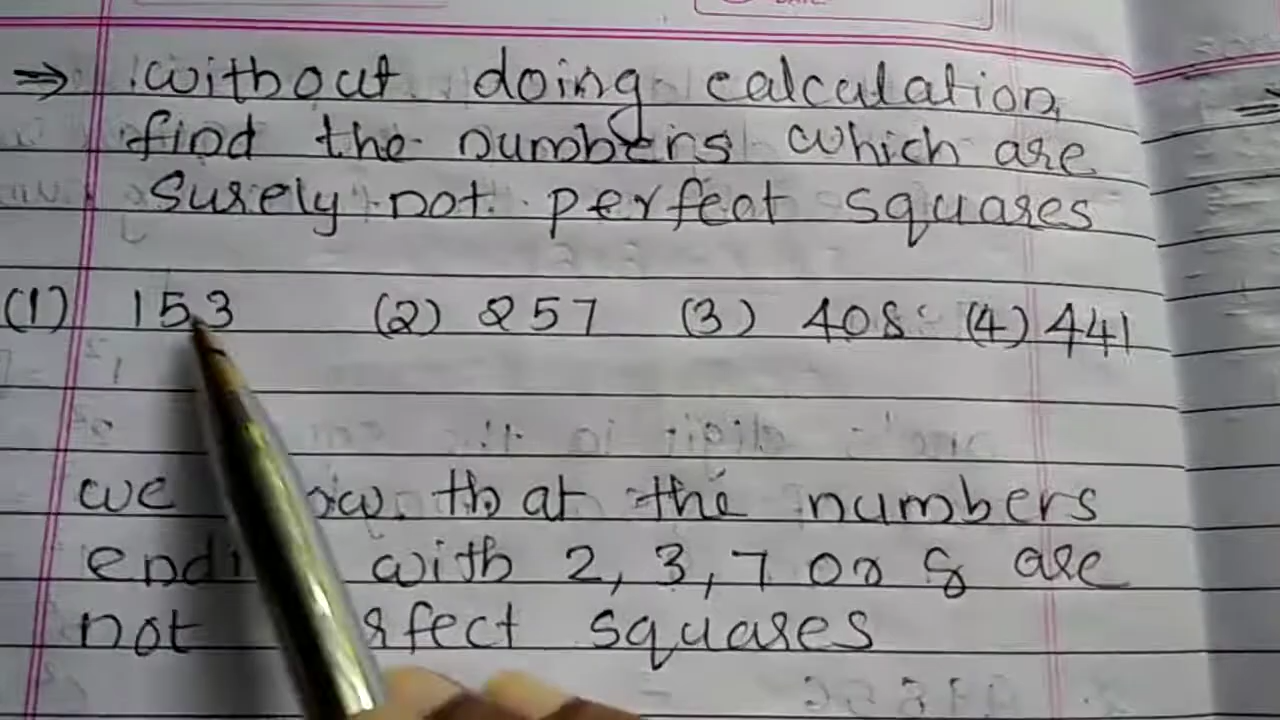 ⇒ without doing calculation,
find the numbers which are
surely not perfect squares
(1) 153 (2) 257 (3) 408 (4) 441
we that the numbers
with 2, 3, 7 or 8 are
not squares